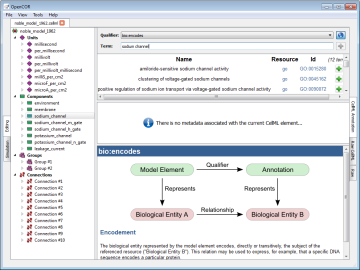 OpenCOR
File View Tools Help
noble_model_1962.cellml
noble_model_1962
Units
millisecond
per_millisecond
millivolt
per_millivolt_millisecond
milliS_per_cm2
microF_per_cm2
microA_per_cm2
Components
environment
membrane
sodium_channel
sodium_channel_m_gate
sodium_channel_h_gate
potassium_channel
potassium_channel_n_gate
leakage_current
Groups
Group #1
Group #2
Connections
Connection #1
Connection #2
Connection #3
Connection #4
Connection #5
Connection #6
Connection #7
Connection #8
Connection #9
Connection #10
Editing
Qualifier: bio:encodes
Term: sodium channel
Name Resource Id
amiloride-sensitive sodium channel activity go GO:0015280
clustering of voltage-gated sodium channels go GO:0045162
positive regulation of sodium ion transport via voltage-gated sodium channel activity go
There is no metadata associated with the current CellML element...
bio:encodes
Model Element Qualifier Annotation
Represents Represents
Biological Entity A Relationship Biological Entity B
Encodement
The biological entity represented by the model element encodes, directly or transitively, the subject of the
referenced resource ("Biological Entity B"). This relation may be used to express, for example, that a specific DNA
sequence encodes a particular protein.
CellML Annotation
Raw CellML
Raw